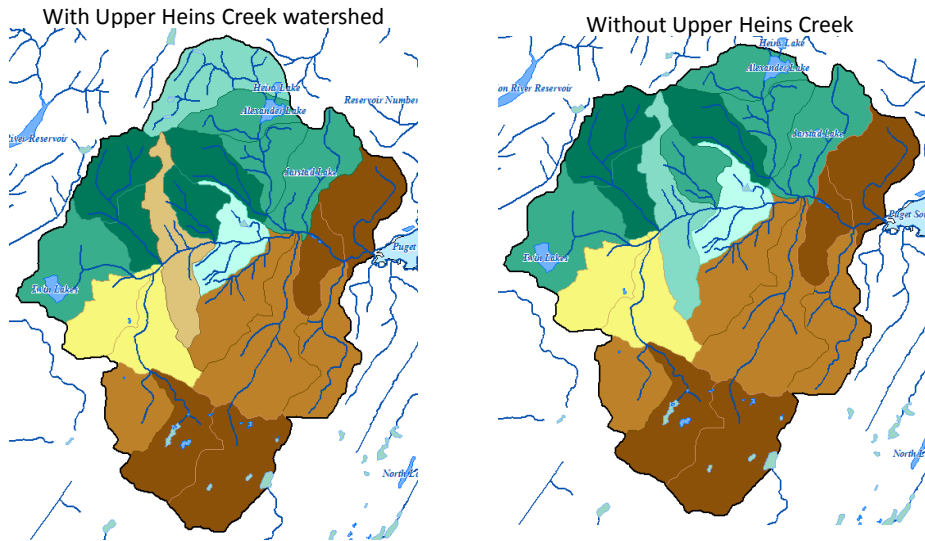 With Upper Heins Creek watershed
Heins Lake
Alexander Lake
Reservoir Number
River Reservoir
Jarstad Lake
Puget
Twin Lakes
North L
Without Upper Heins Creek
Heins Lake
Alexander Lake
on River Reservoir
Jarstad Lake
Puget So
Twin Lakes
North L